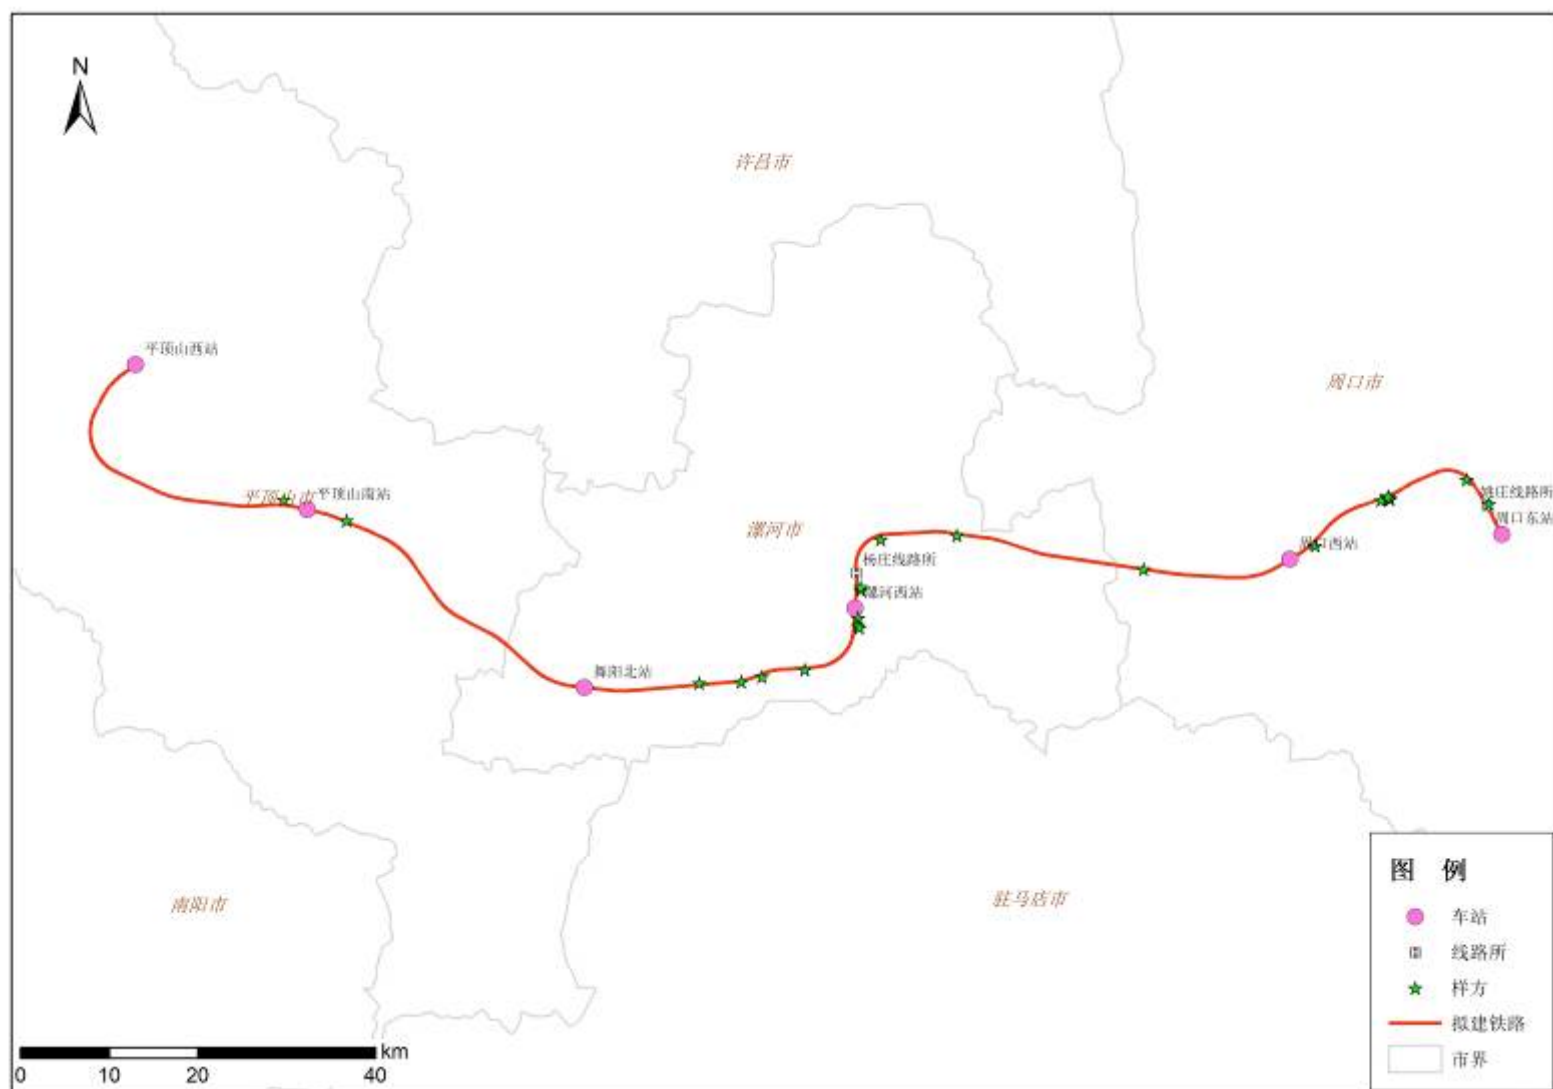 N
许昌市
平顶山西站
周口市
平顶山市
平顶山南站
姚庄线路所
周口东站
漯河市
周口西站
杨庄线路所
漯河西站
舞阳北站
南阳市
驻马店市
图 例
车站
线路所
样方
拟建铁路
市界
km
0 10 20 40